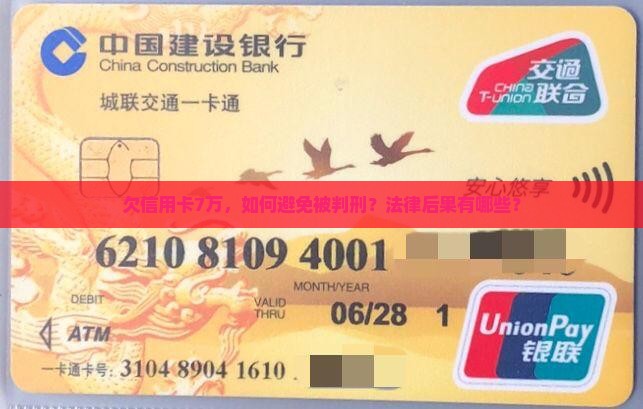 中国建设银行
China Construction Bank
城联交通一卡通
交通
CHINA
T-UNION 联合
安心悠享
欠信用卡7万，如何避免被判刑？法律后果有哪些？
6210 8109 4001
MONTH/YEAR
DEBIT
VALID
THRU
06/28 1
ATM
UnionPay
银联
一卡通卡号: 3104 8904 1610